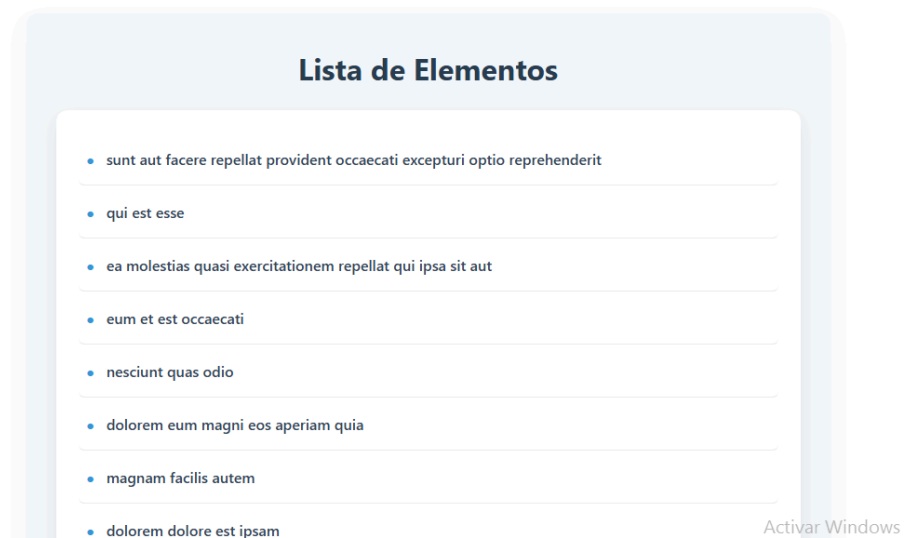 Lista de Elementos
sunt aut facere repellat provident occaecati excepturi optio reprehenderit
qui est esse
ea molestias quasi exercitationem repellat qui ipsa sit aut
eum et est occaecati
nesciunt quas odio
dolorem eum magni eos aperiam quia
magnam facilis autem
dolorem dolore est ipsam
Activar Windows